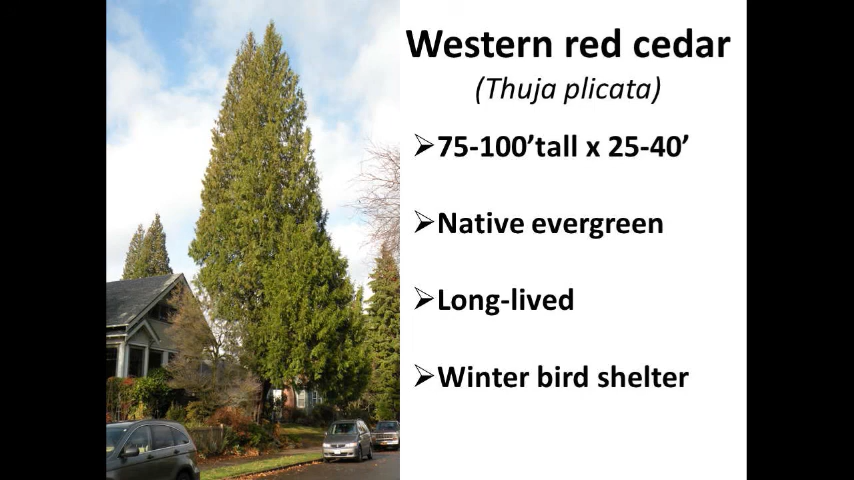 Western red cedar
(Thuja plicata)
➢75-100’tall x 25-40’
➢Native evergreen
➢Long-lived
➢Winter bird shelter